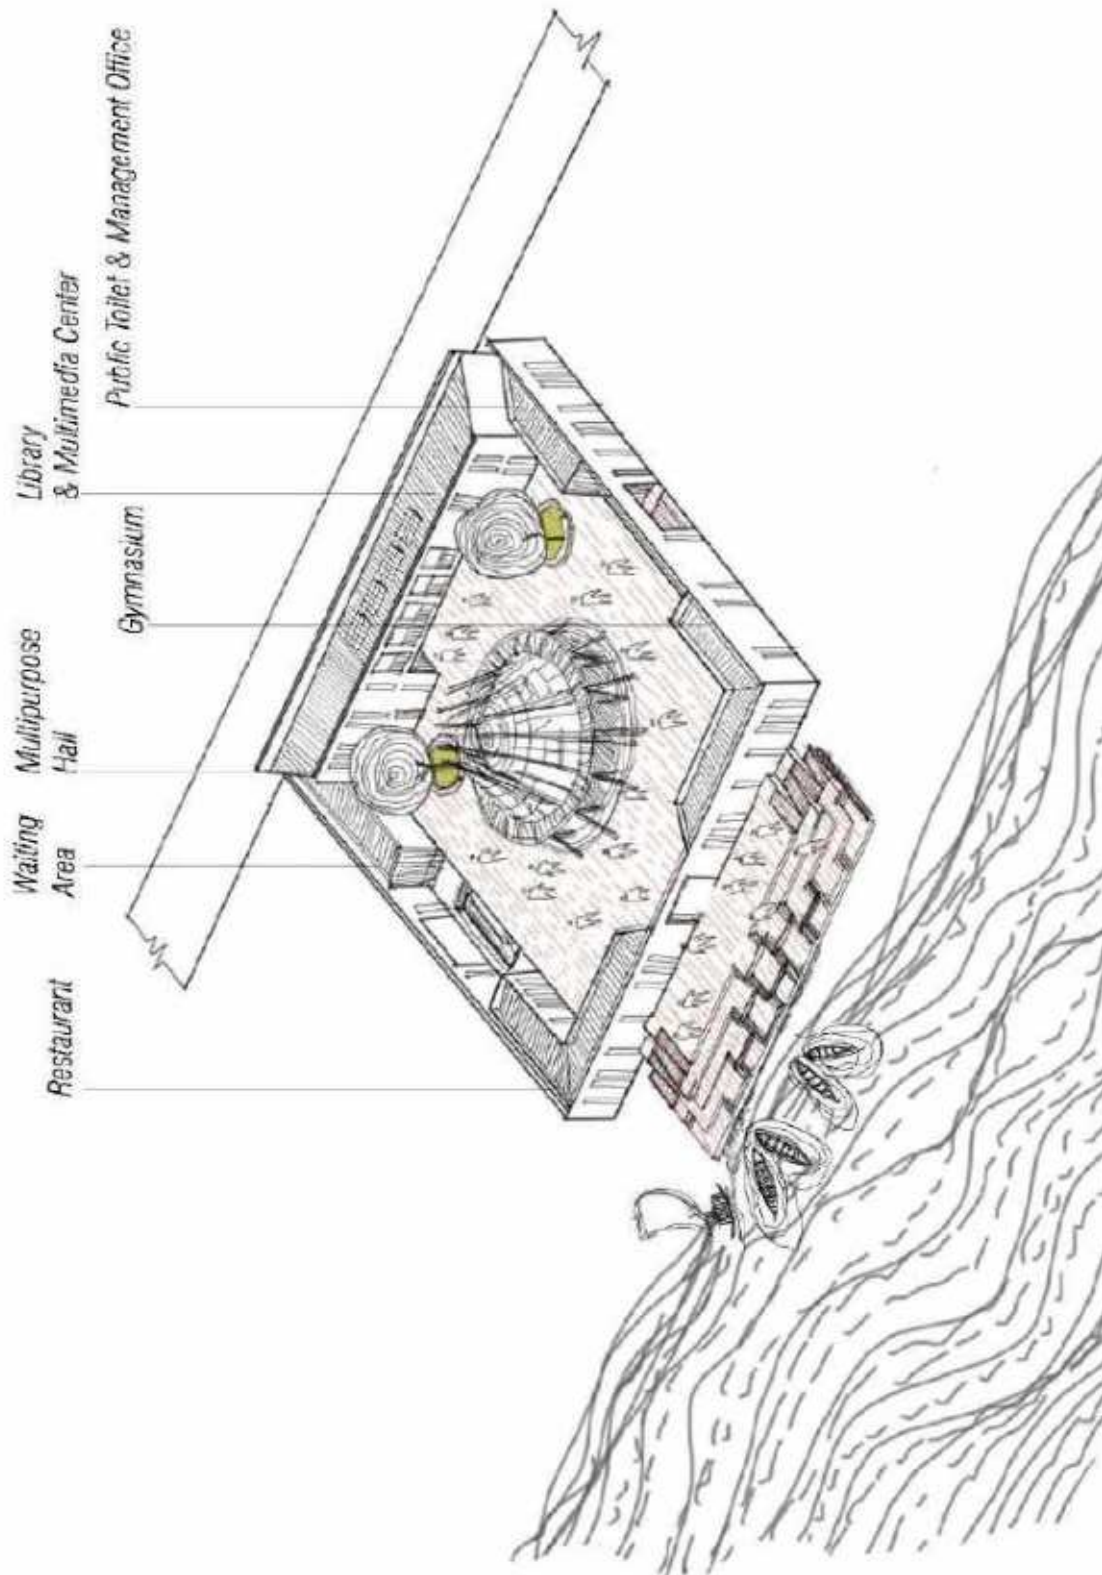 Restaurant
Waiting
Area
Multipurpose
Hall
Gymnasium
Library
& Multimedia Center
Public Toilet & Management Office